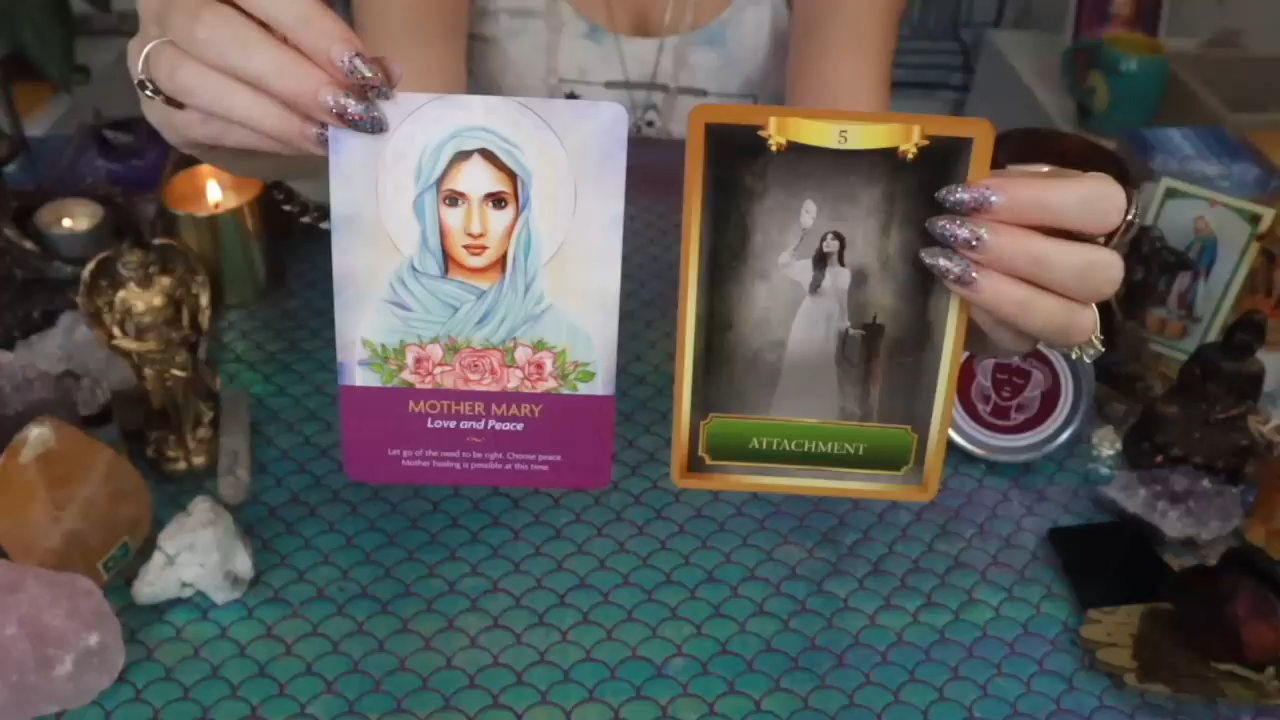 MOTHER MARY
Love and Peace
Let go of the need to be right. Choose peace.
Mother healing is possible at this time.
5
ATTACHMENT